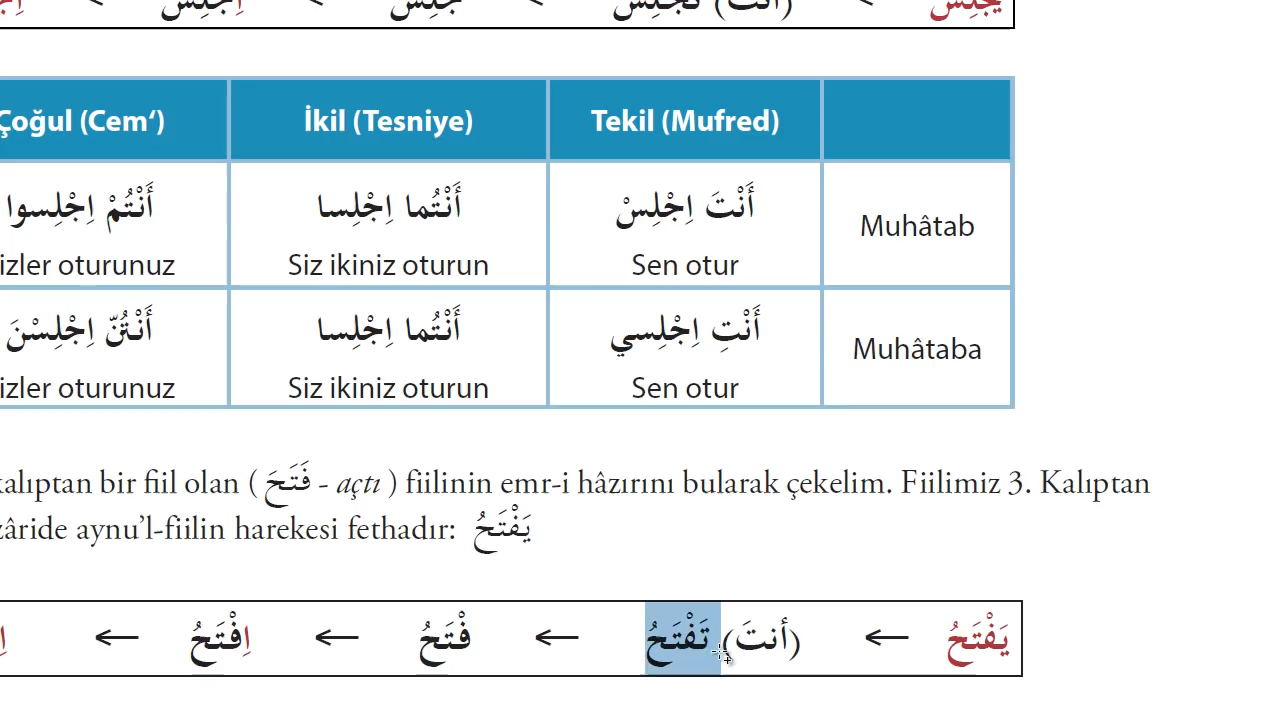 يَجْلِسُ ← (أنتَ) تَجْلِسُ ← جْلِسُ ← اِجْلِسُ ←
Çoğul (Cem‘) İkil (Tesniye) Tekil (Mufred)
أَنْتُمْ اِجْلِسوا أَنْتُما اِجْلِسا أَنْتَ اِجْلِسْ
Muhâtab
izler oturunuz Siz ikiniz oturun Sen otur
أَنْتُنّ اِجْلِسْنَ أَنْتُما اِجْلِسا أَنْتِ اِجْلِسي
Muhâtaba
izler oturunuz Siz ikiniz oturun Sen otur
kalıptan bir fiil olan (فَتَحَ - açtı) fiilinin emr-i hâzırını bularak çekelim. Fiilimiz 3. Kalıptan
zâride aynu’l-fiilin harekesi fethadır: يَفْتَحُ
يَفْتَحُ ← (أنتَ) تَفْتَحُ ← فْتَحُ ← اِفْتَحُ ←